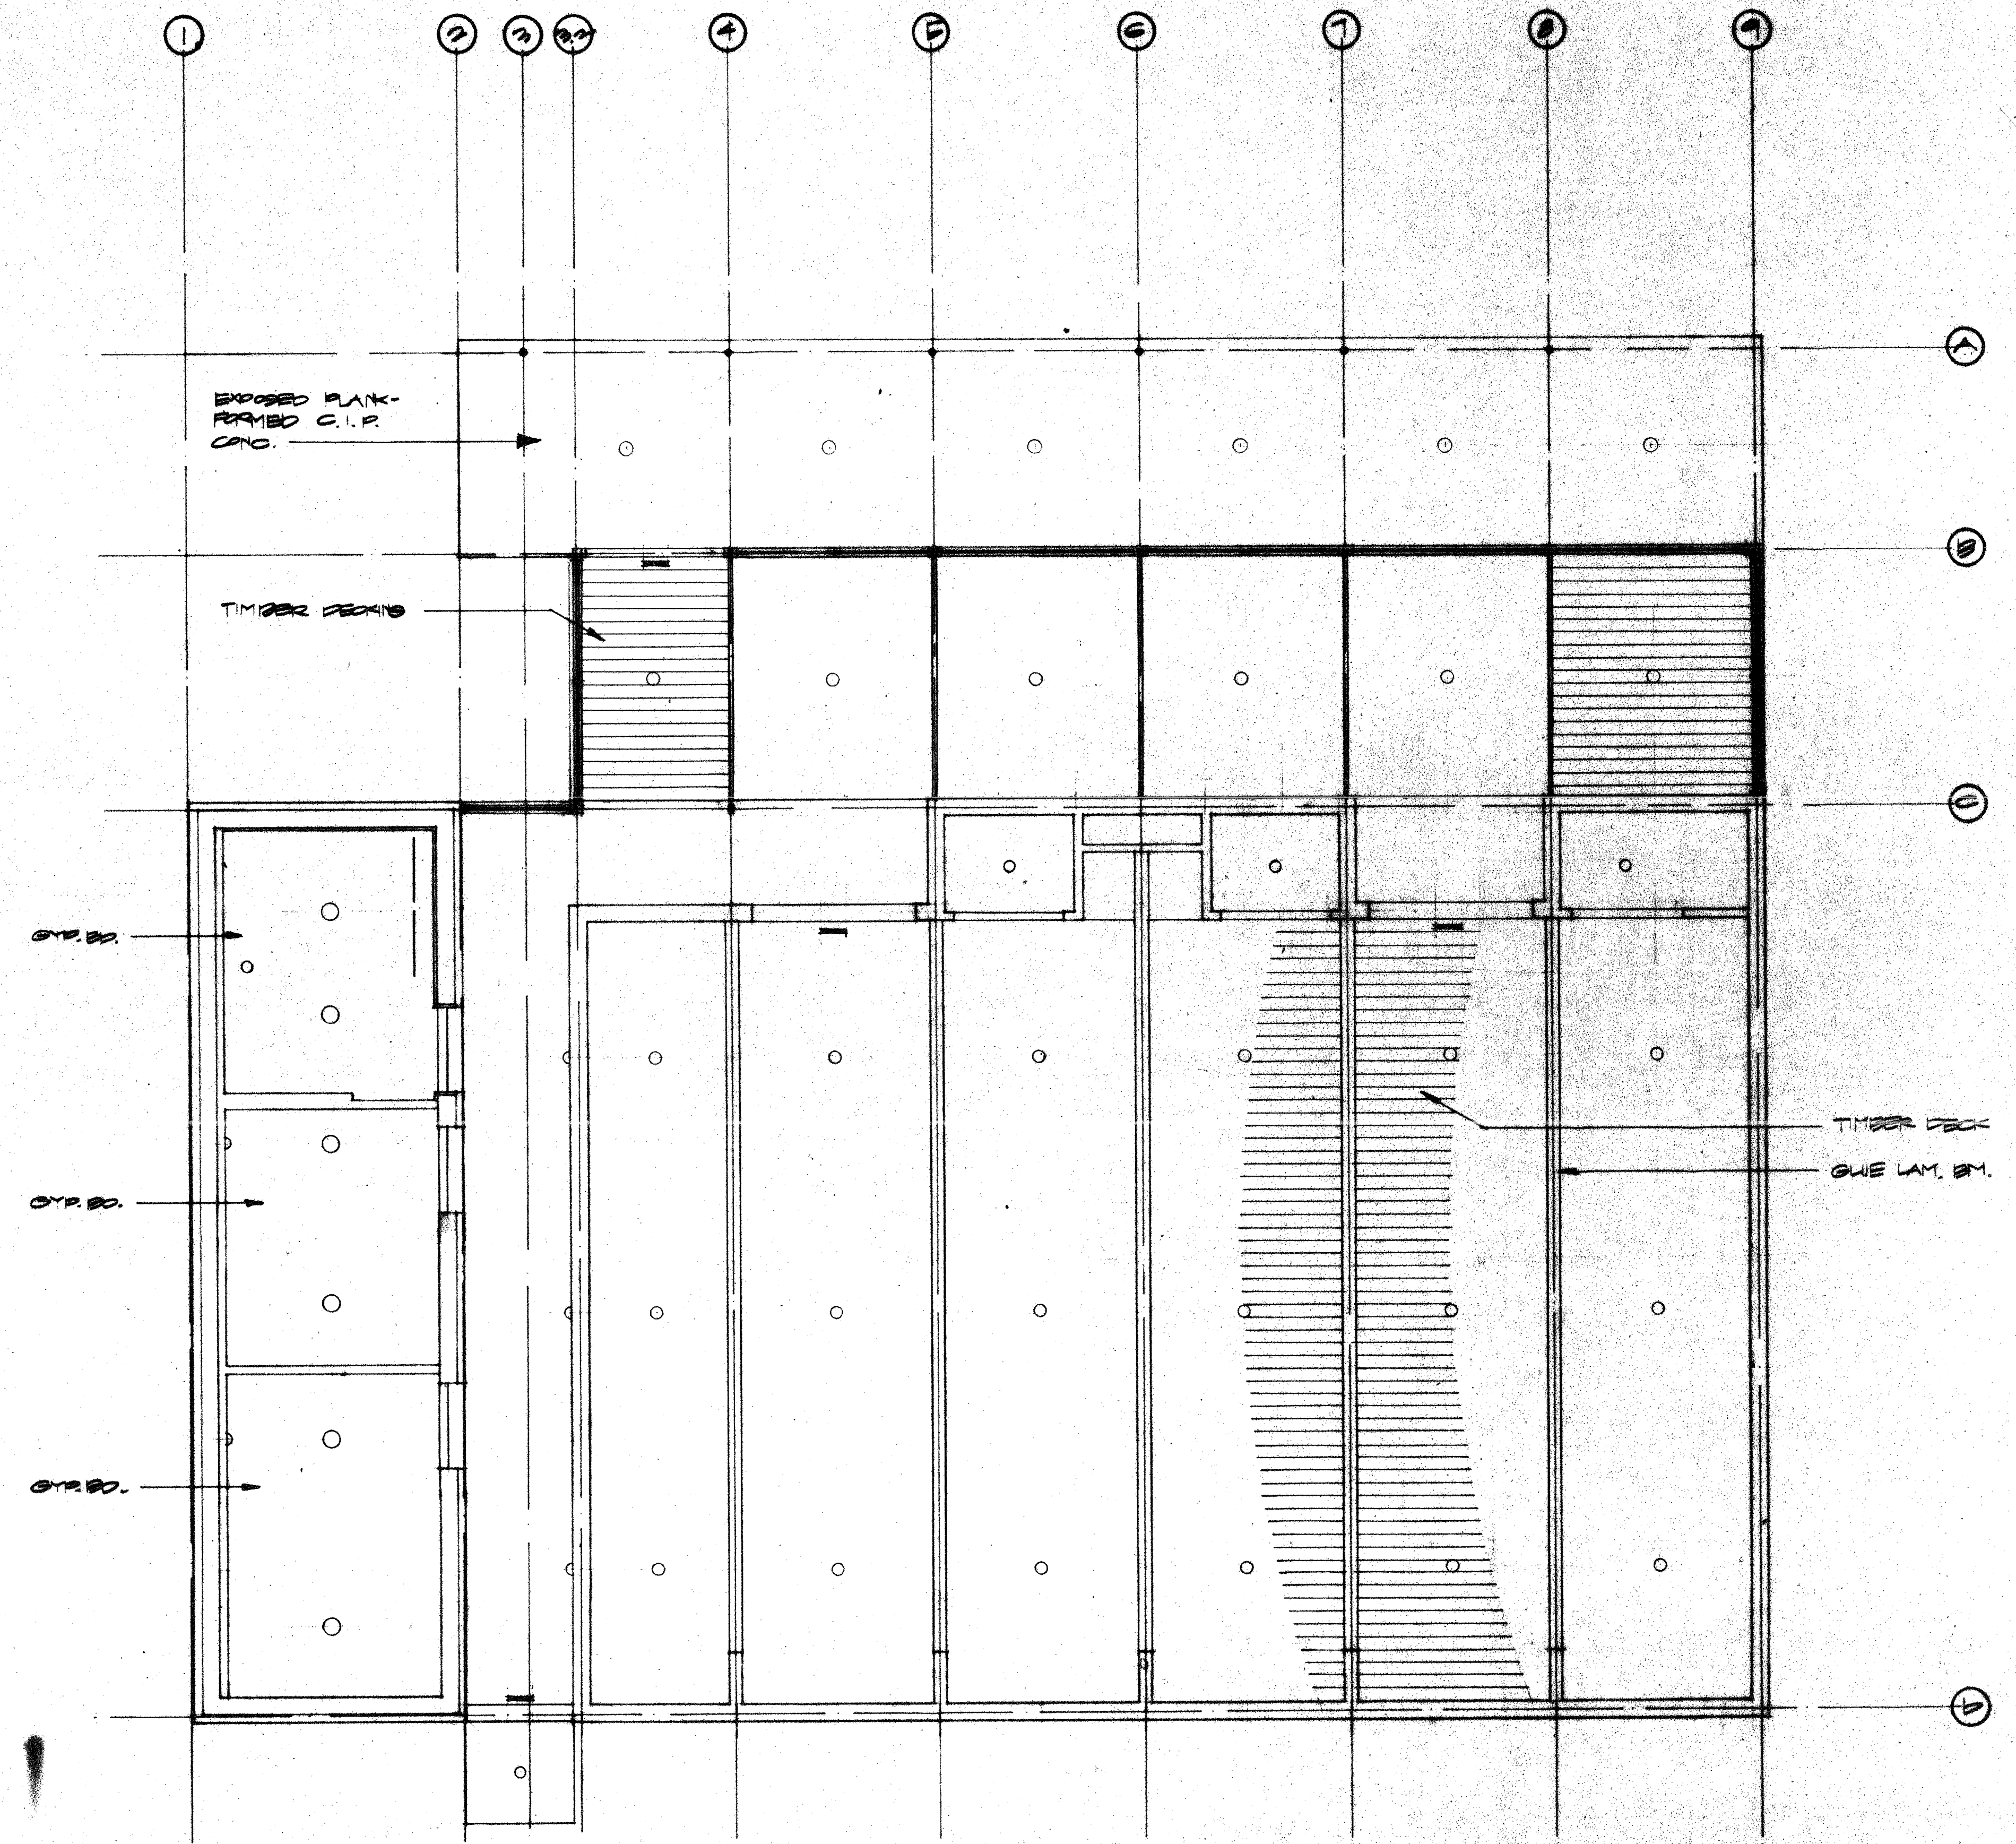 1 2 3 3.2 4 5 6 7 8 9
A
EXPOSED PLANK-
FORMED C.I.P.
CONC.
B
TIMBER DECKING
C
GYP. BD.
TIMBER DECK
GLUE LAM. BM.
GYP. BD.
GYP. BD.
D